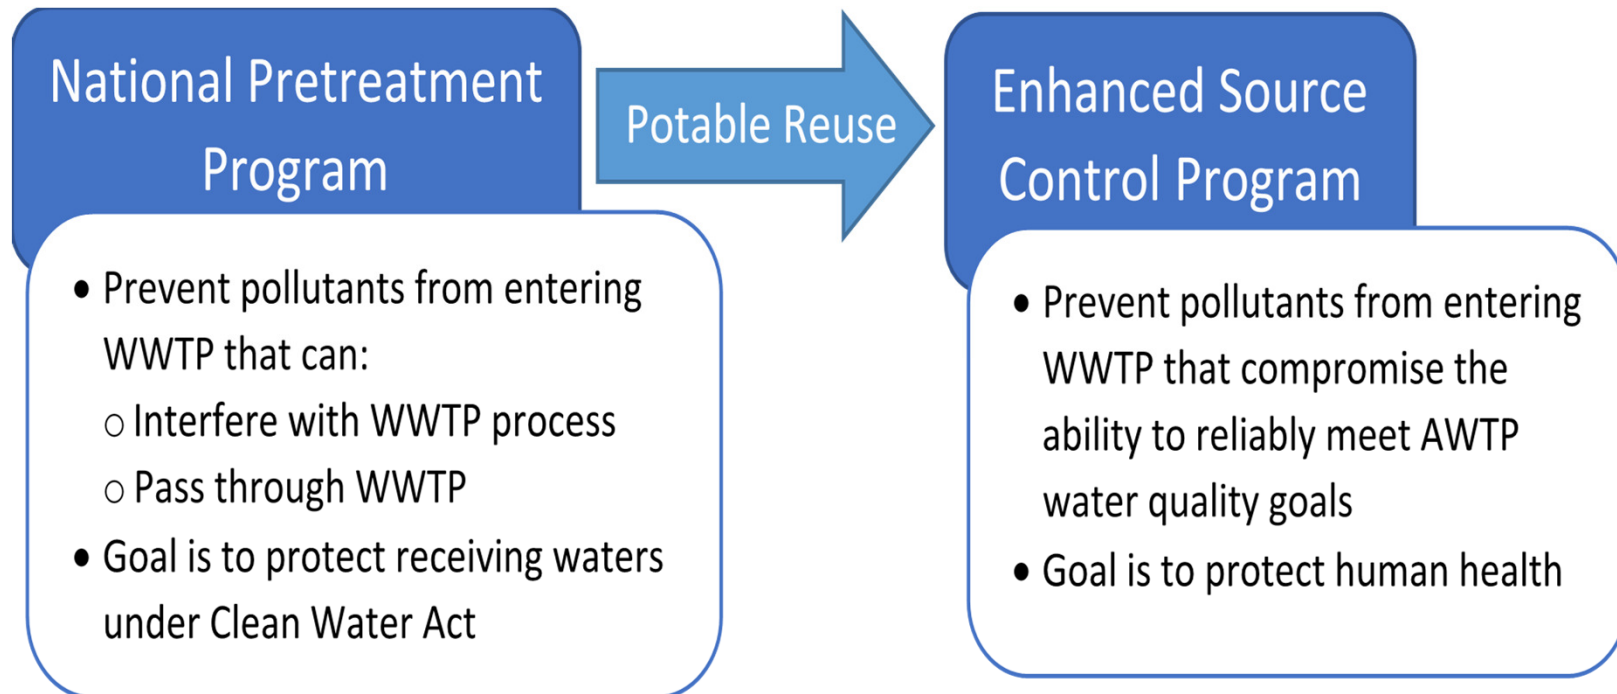 National Pretreatment
Program
• Prevent pollutants from entering
WWTP that can:
○ Interfere with WWTP process
○ Pass through WWTP
• Goal is to protect receiving waters
under Clean Water Act
Potable Reuse
Enhanced Source
Control Program
• Prevent pollutants from entering
WWTP that compromise the
ability to reliably meet AWTP
water quality goals
• Goal is to protect human health